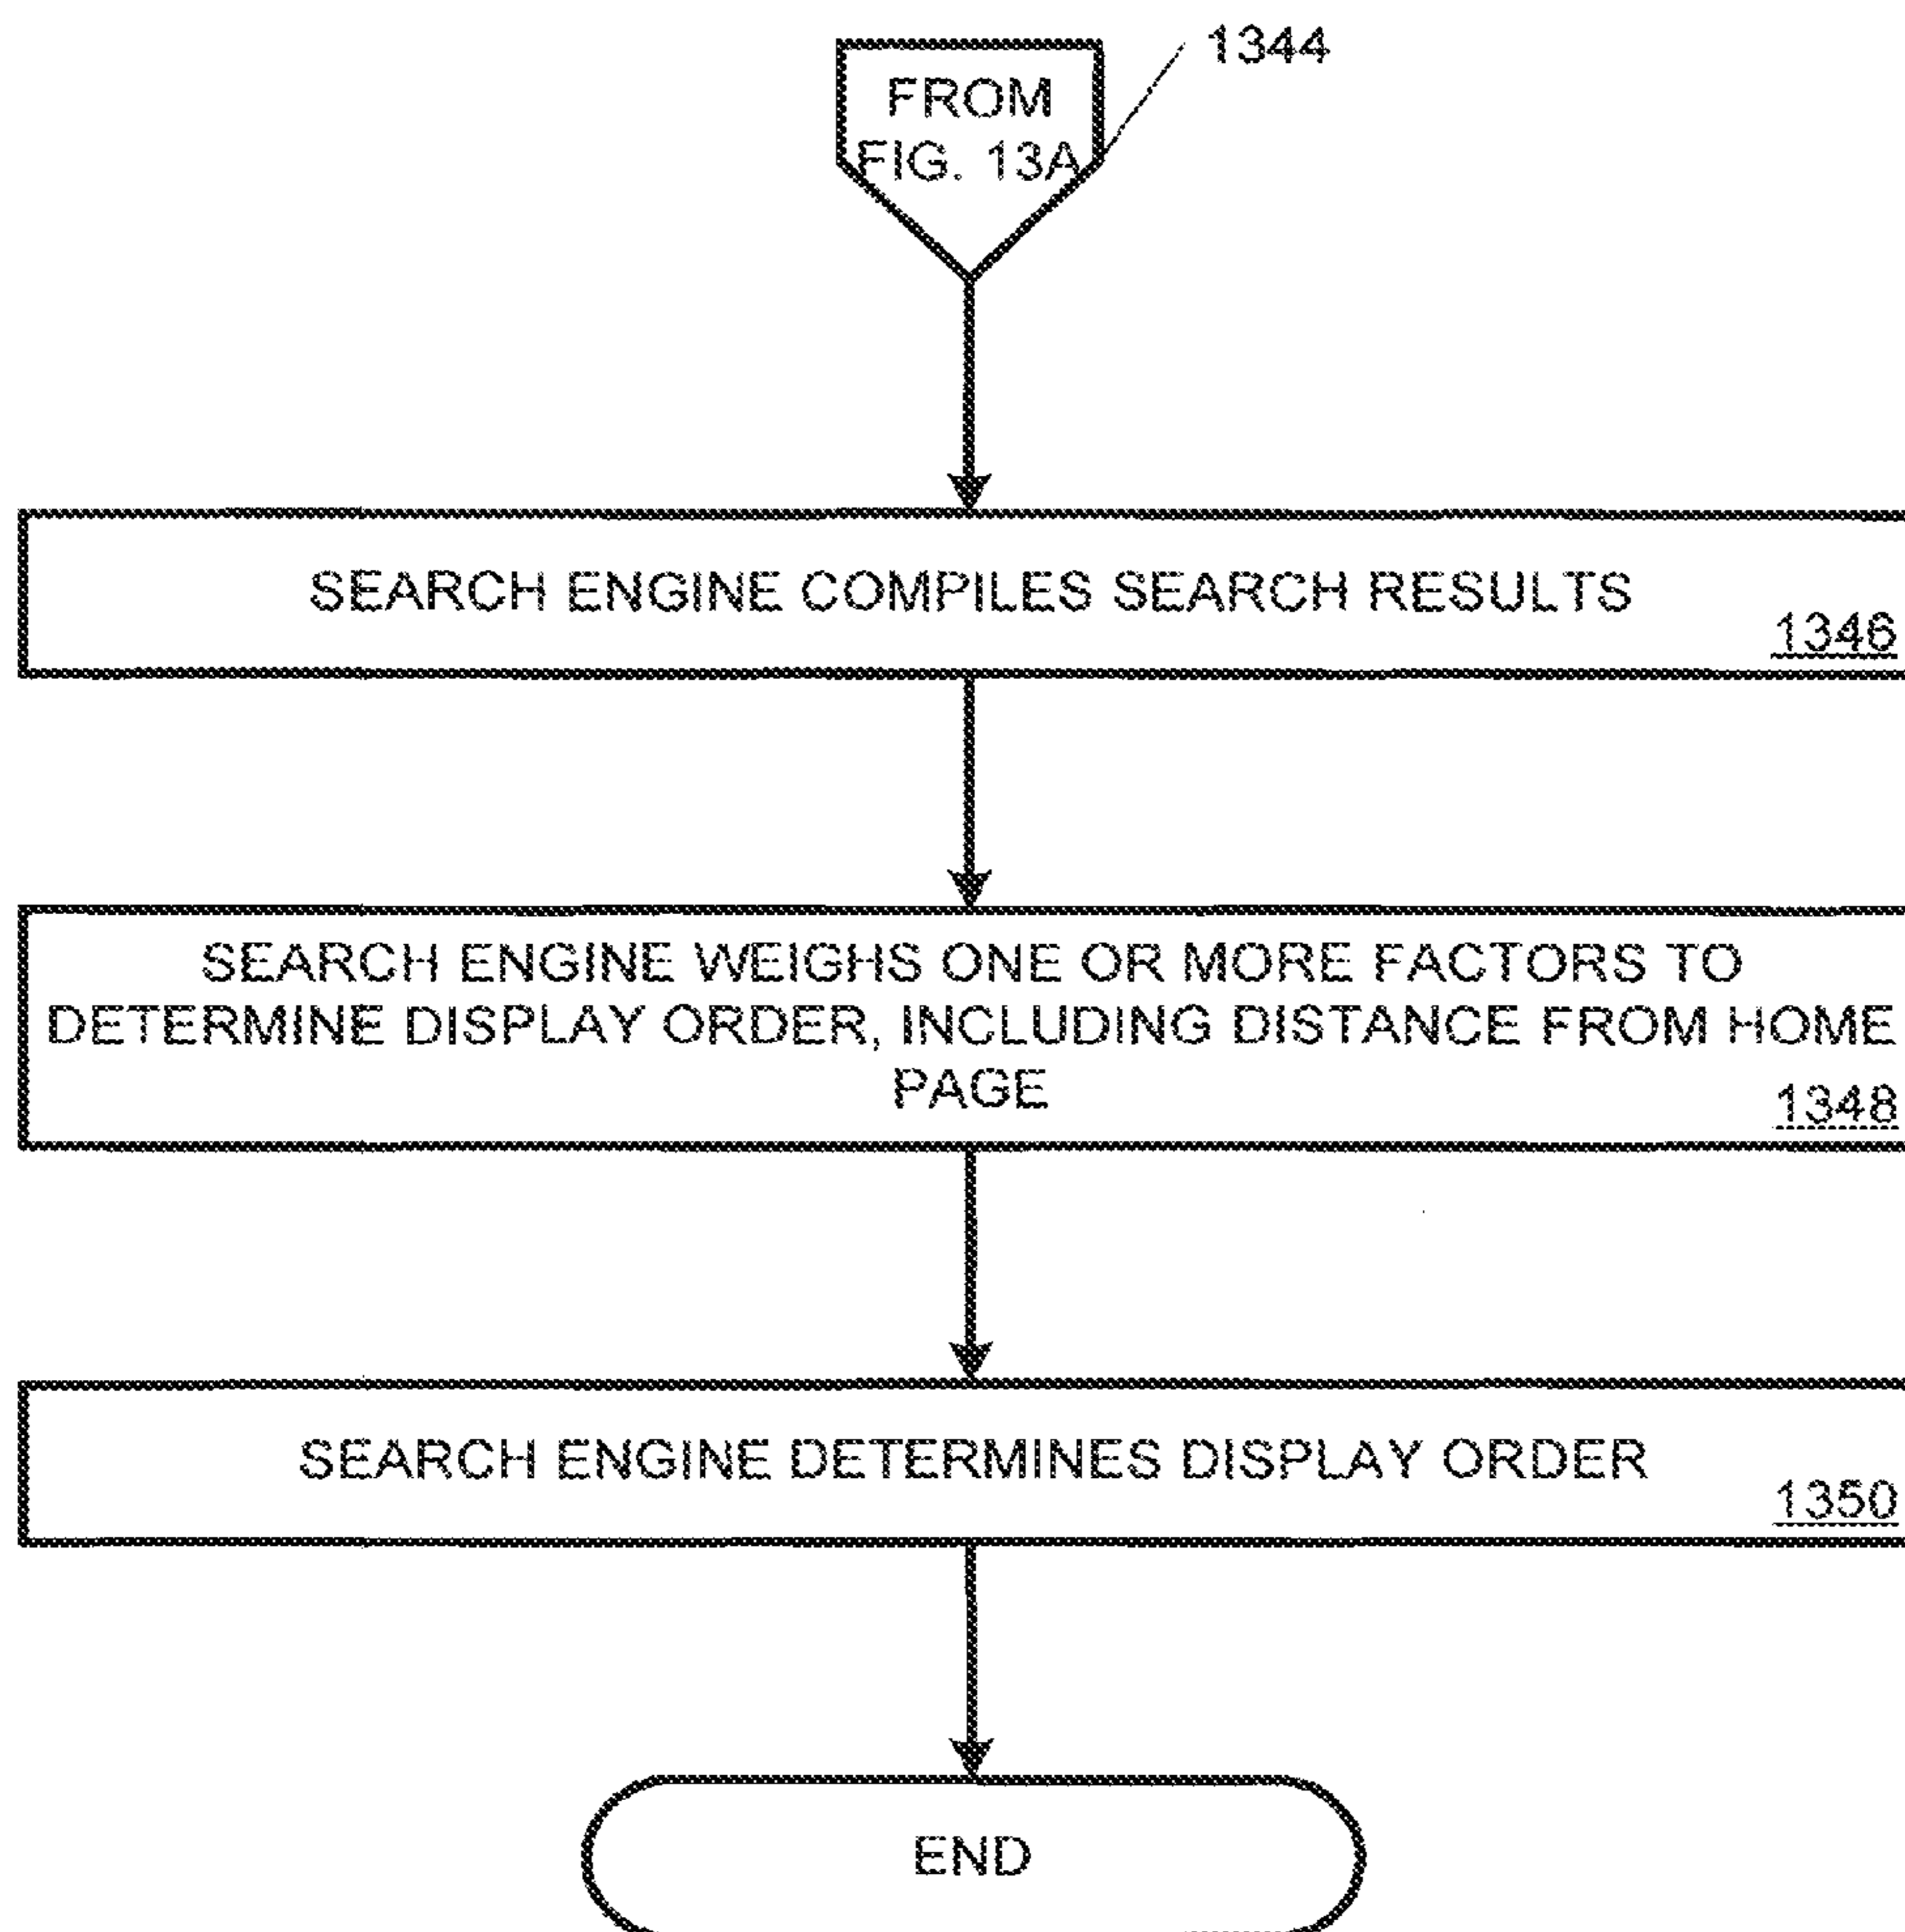 1344
FROM
FIG. 13A
SEARCH ENGINE COMPILES SEARCH RESULTS
1346
SEARCH ENGINE WEIGHS ONE OR MORE FACTORS TO
DETERMINE DISPLAY ORDER, INCLUDING DISTANCE FROM HOME
PAGE
1348
SEARCH ENGINE DETERMINES DISPLAY ORDER
1350
END